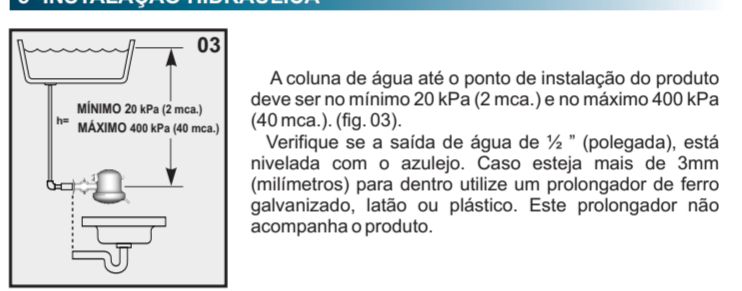 03
MÍNIMO 20 kPa (2 mca.)
h=
MÁXIMO 400 kPa (40 mca.)
A coluna de água até o ponto de instalação do produto
deve ser no mínimo 20 kPa (2 mca.) e no máximo 400 kPa
(40 mca.). (fig. 03).
Verifique se a saída de água de ½ ” (polegada), está
nivelada com o azulejo. Caso esteja mais de 3mm
(milímetros) para dentro utilize um prolongador de ferro
galvanizado, latão ou plástico. Este prolongador não
acompanha o produto.